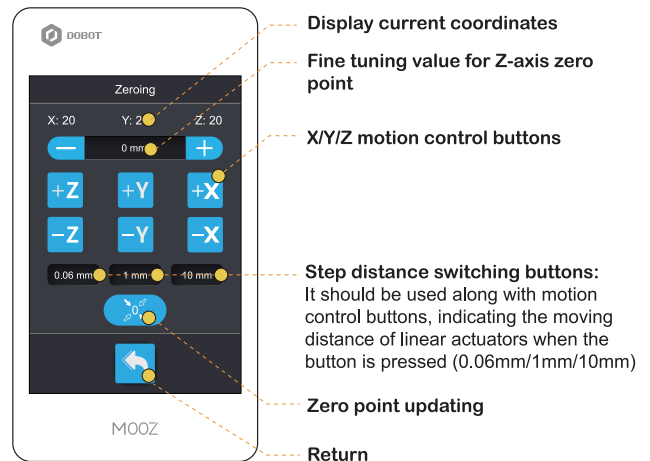 DOBOT
Zeroing
X: 20 Y: 2 Z: 20
0 mm
+Z +Y +X
−Z −Y −X
0.06 mm 1 mm 10 mm
0
MOOZ
Display current coordinates
Fine tuning value for Z-axis zero
point
X/Y/Z motion control buttons
Step distance switching buttons:
It should be used along with motion
control buttons, indicating the moving
distance of linear actuators when the
button is pressed (0.06mm/1mm/10mm)
Zero point updating
Return